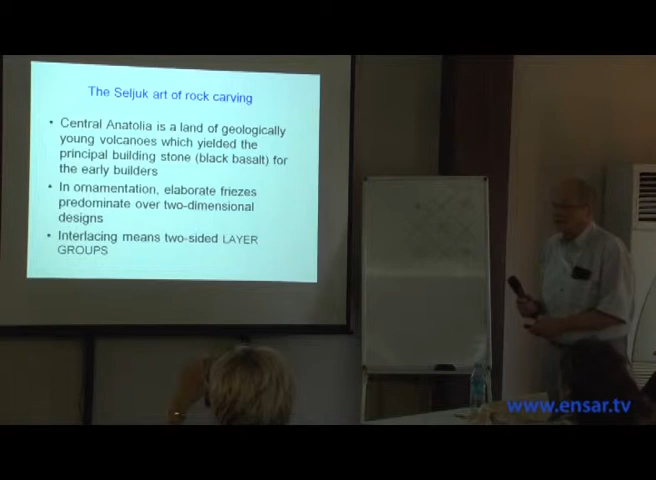 The Seljuk art of rock carving
• Central Anatolia is a land of geologically
young volcanoes which yielded the
principal building stone (black basalt) for
the early builders
• In ornamentation, elaborate friezes
predominate over two-dimensional
designs
• Interlacing means two-sided LAYER
GROUPS
www.ensar.tv